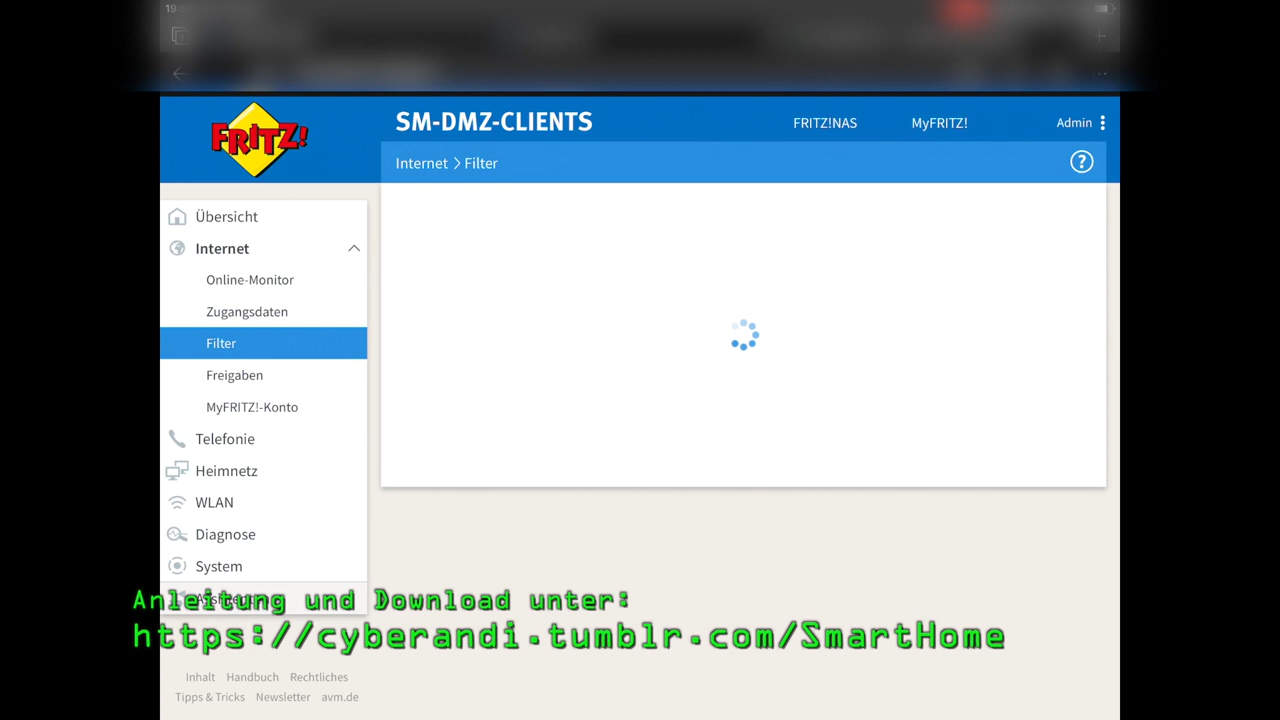 FRITZ!
SM-DMZ-CLIENTS
FRITZ!NAS
MyFRITZ!
Admin
Internet > Filter
?
Übersicht
Internet
Online-Monitor
Zugangsdaten
Filter
Freigaben
MyFRITZ!-Konto
Telefonie
Heimnetz
WLAN
Diagnose
System
Anleitung und Download unter:
https://cyberandi.tumblr.com/SmartHome
Inhalt Handbuch Rechtliches
Tipps & Tricks Newsletter avm.de